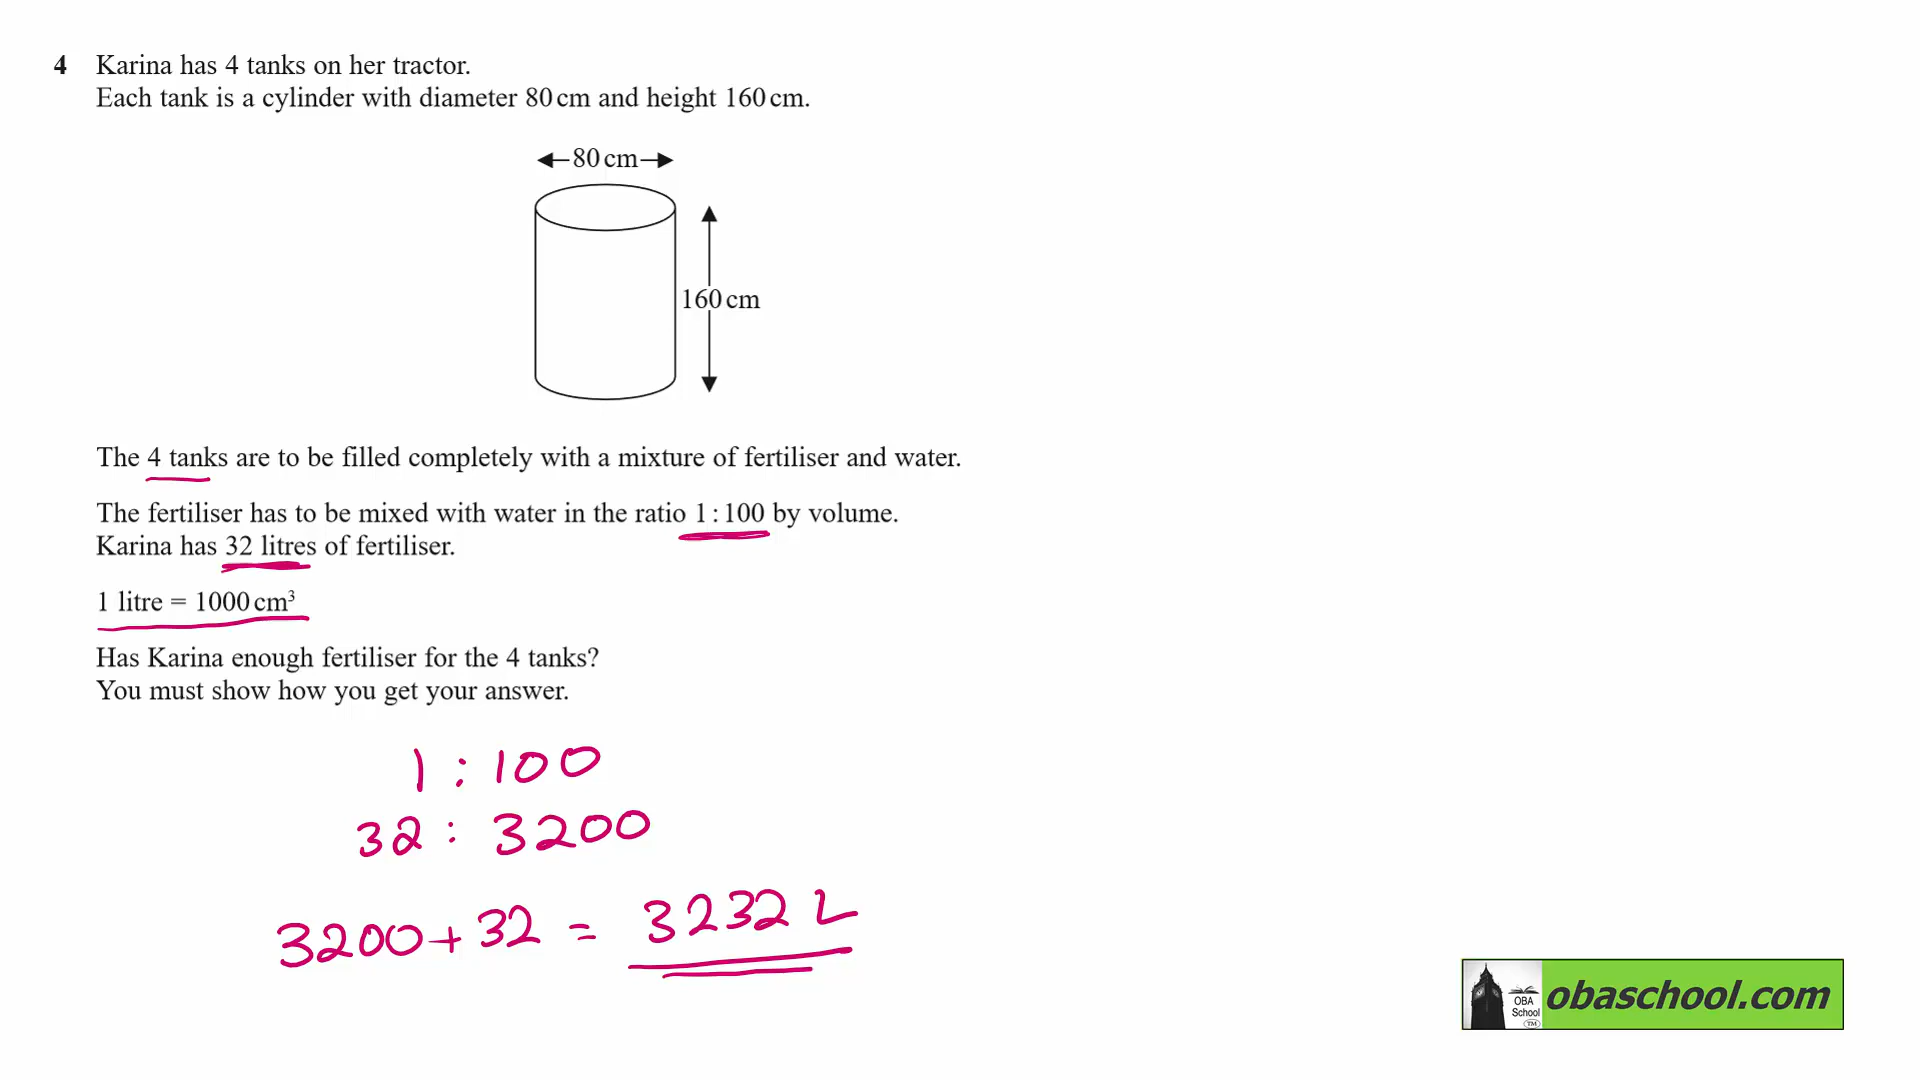 4 Karina has 4 tanks on her tractor.
Each tank is a cylinder with diameter 80 cm and height 160 cm.
80 cm
160 cm
The 4 tanks are to be filled completely with a mixture of fertiliser and water.
The fertiliser has to be mixed with water in the ratio 1 : 100 by volume.
Karina has 32 litres of fertiliser.
1 litre = 1000 cm³
Has Karina enough fertiliser for the 4 tanks?
You must show how you get your answer.
1 : 100
32 : 3200
3200 + 32 = 3232 L
OBA
School
TM
obaschool.com